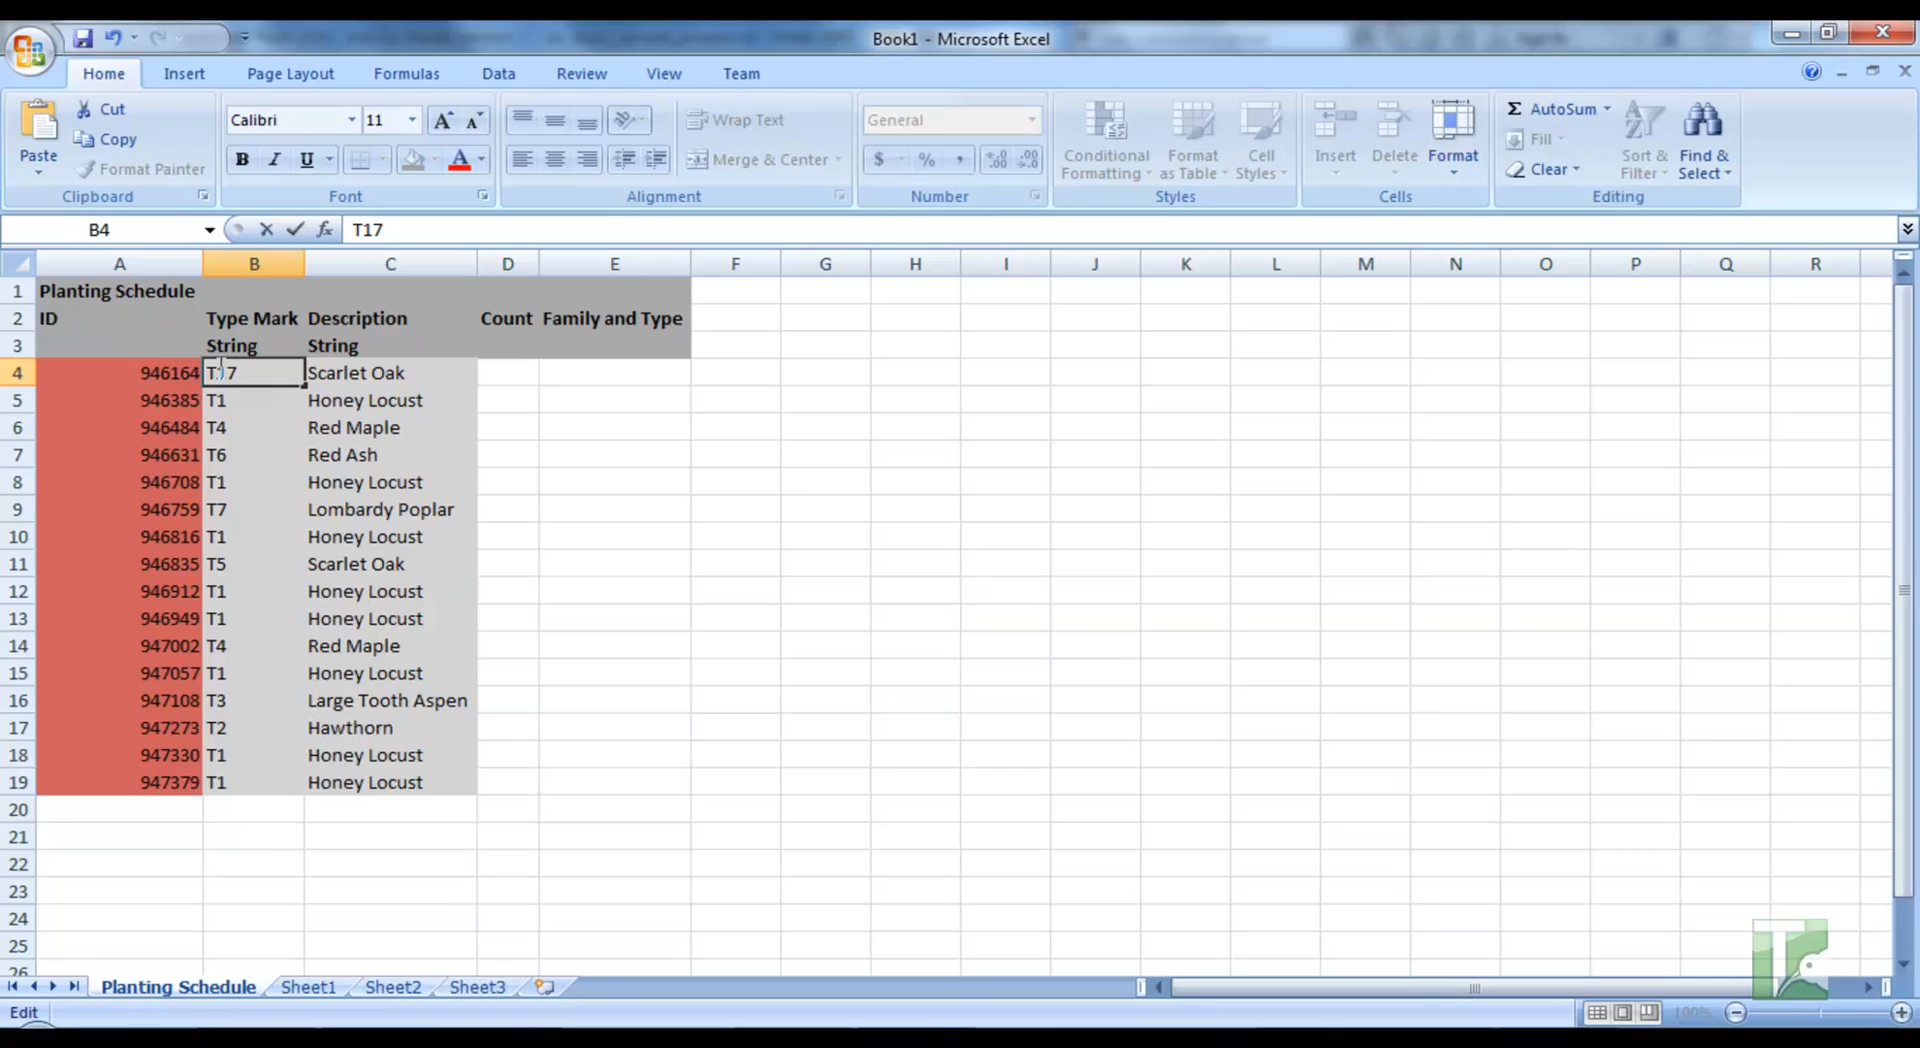 Book1 - Microsoft Excel
Home Insert Page Layout Formulas Data Review View Team
Paste
Cut
Copy
Format Painter
Clipboard
Calibri 11
B I U A
Font
Wrap Text
Merge & Center
Alignment
General
$ % ,
Number
Conditional Formatting
Format as Table
Cell Styles
Styles
Insert Delete Format
Cells
Σ AutoSum
Fill
Clear
Sort & Filter
Find & Select
Editing
B4 fx T17
A B C D E F G H I J K L M N O P Q R
1 Planting Schedule
2 ID Type Mark Description Count Family and Type
3 String String
4 946164 T17 Scarlet Oak
5 946385 T1 Honey Locust
6 946484 T4 Red Maple
7 946631 T6 Red Ash
8 946708 T1 Honey Locust
9 946759 T7 Lombardy Poplar
10 946816 T1 Honey Locust
11 946835 T5 Scarlet Oak
12 946912 T1 Honey Locust
13 946949 T1 Honey Locust
14 947002 T4 Red Maple
15 947057 T1 Honey Locust
16 947108 T3 Large Tooth Aspen
17 947273 T2 Hawthorn
18 947330 T1 Honey Locust
19 947379 T1 Honey Locust
20
21
22
23
24
25
26
Planting Schedule Sheet1 Sheet2 Sheet3
Edit 100%